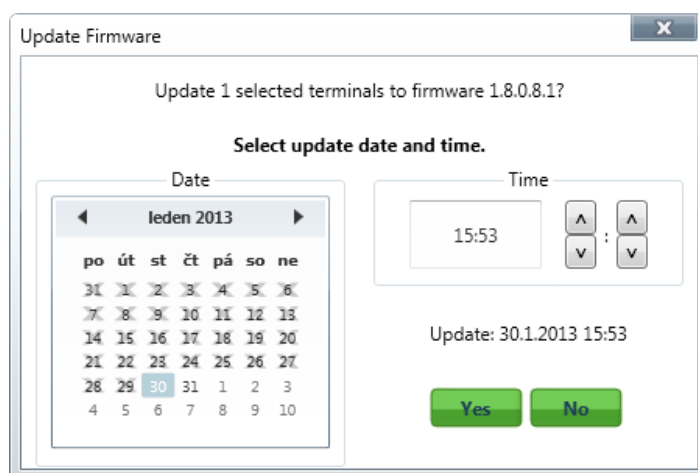 Update Firmware
X
Update 1 selected terminals to firmware 1.8.0.8.1?
Select update date and time.
Date
leden 2013
po út st čt pá so ne
31 1 2 3 4 5 6
7 8 9 10 11 12 13
14 15 16 17 18 19 20
21 22 23 24 25 26 27
28 29 30 31 1 2 3
4 5 6 7 8 9 10
Time
15:53
:
Update: 30.1.2013 15:53
Yes No